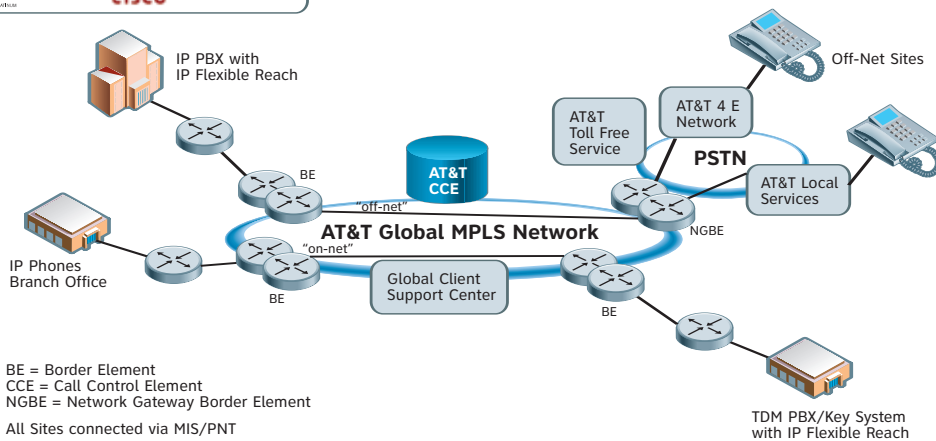 CISCO
IP PBX with
IP Flexible Reach
Off-Net Sites
AT&T 4 E
Network
AT&T
Toll Free
Service
PSTN
AT&T
CCE
BE
AT&T Local
Services
"off-net"
NGBE
AT&T Global MPLS Network
"on-net"
IP Phones
Branch Office
BE
Global Client
Support Center
BE
BE = Border Element
CCE = Call Control Element
NGBE = Network Gateway Border Element
All Sites connected via MIS/PNT
TDM PBX/Key System
with IP Flexible Reach